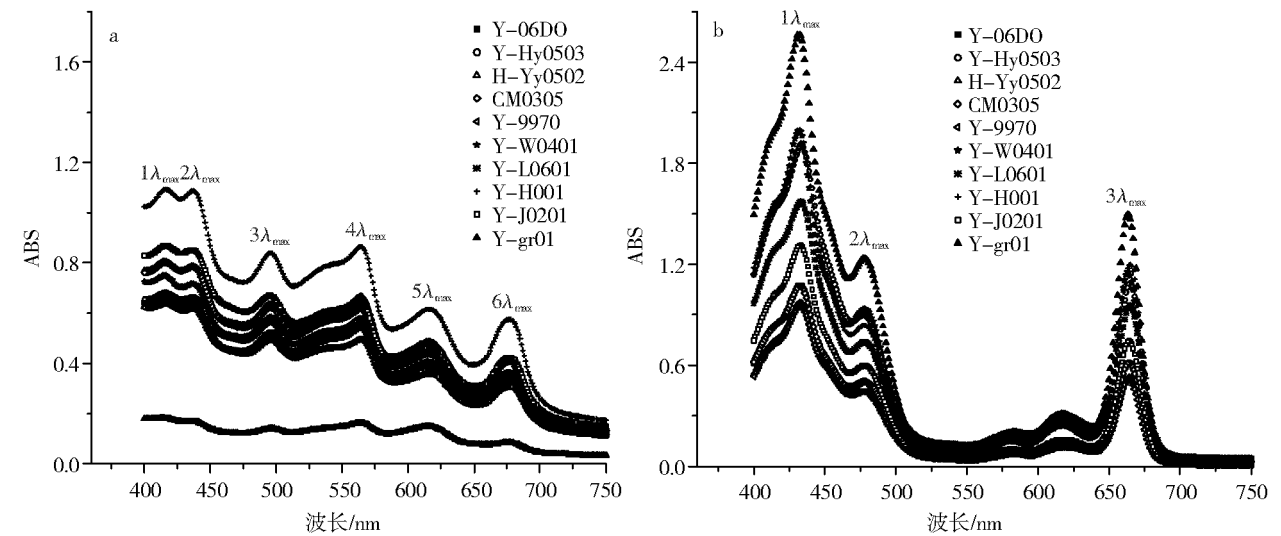 a
Y-06DO
Y-Hy0503
H-Yy0502
CM0305
Y-9970
Y-W0401
Y-L0601
Y-H001
Y-J0201
Y-gr01
1λmax 2λmax
3λmax
4λmax
5λmax
6λmax
ABS
1.6
1.2
0.8
0.4
0.0
400 450 500 550 600 650 700 750
波长/nm
b
Y-06DO
Y-Hy0503
H-Yy0502
CM0305
Y-9970
Y-W0401
Y-L0601
Y-H001
Y-J0201
Y-gr01
1λmax
2λmax
3λmax
ABS
2.4
1.8
1.2
0.6
0.0
400 450 500 550 600 650 700 750
波长/nm